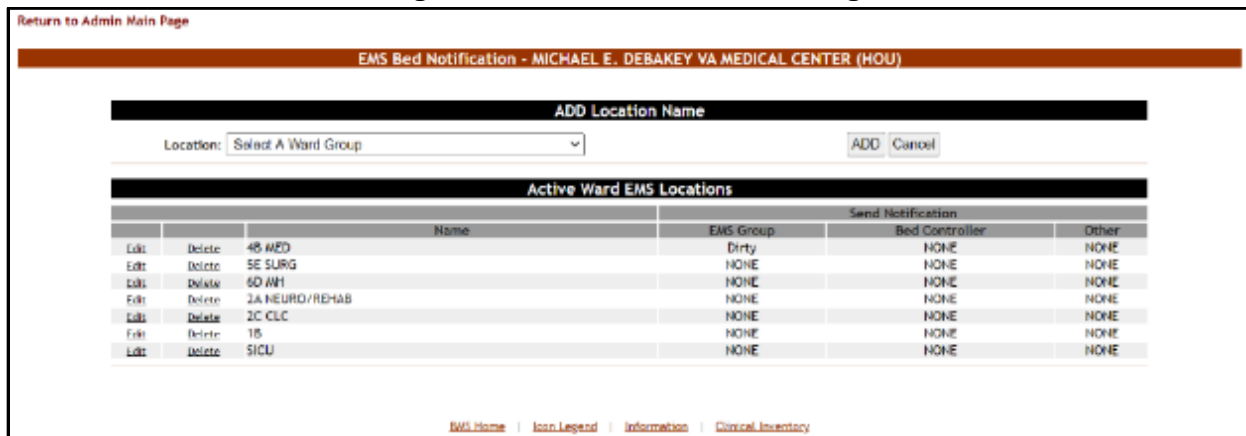 Return to Admin Main Page
EMS Bed Notification - MICHAEL E. DEBAKEY VA MEDICAL CENTER (HOU)
ADD Location Name
Location: Select A Ward Group ADD Cancel
Active Ward EMS Locations
Send Notification
Name EMS Group Bed Controller Other
Edit Delete 4B MED Dirty NONE NONE
Edit Delete 5E SURG NONE NONE NONE
Edit Delete 6D MH NONE NONE NONE
Edit Delete 2A NEURO/REHAB NONE NONE NONE
Edit Delete 2C CLC NONE NONE NONE
Edit Delete 1B NONE NONE NONE
Edit Delete SICU NONE NONE NONE
BMS Home | Icon Legend | Information | Clinical Inventory